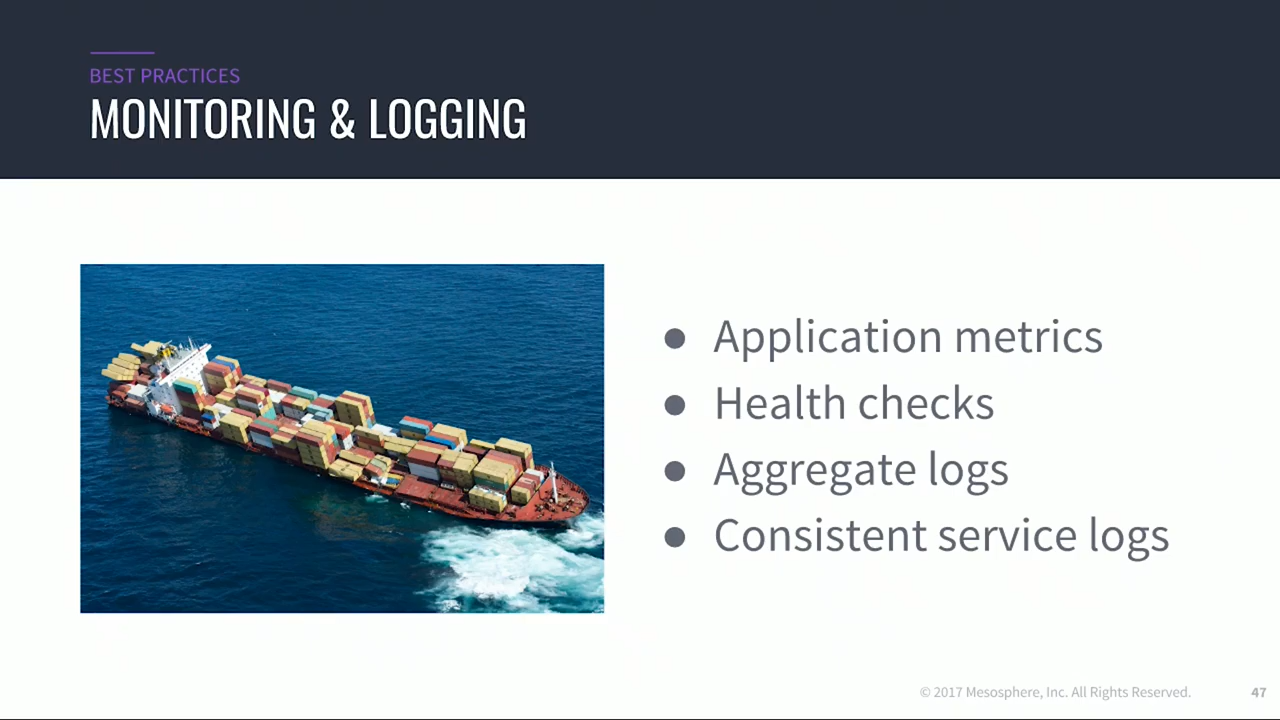 BEST PRACTICES
MONITORING & LOGGING
● Application metrics
● Health checks
● Aggregate logs
● Consistent service logs
© 2017 Mesosphere, Inc. All Rights Reserved.
47